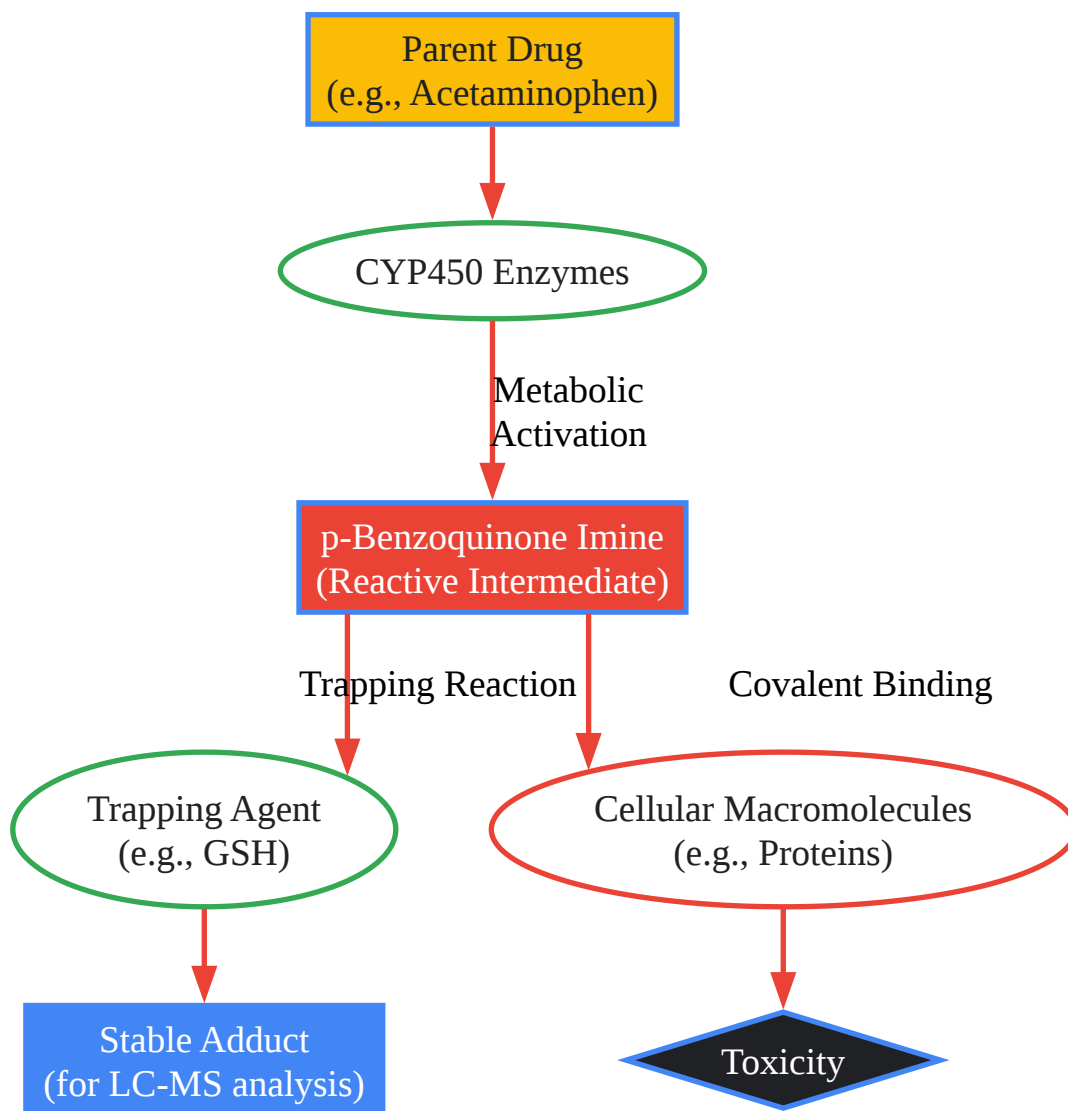 Parent Drug
(e.g., Acetaminophen)
CYP450 Enzymes
Metabolic
Activation
p-Benzoquinone Imine
(Reactive Intermediate)
Trapping Reaction
Covalent Binding
Trapping Agent
(e.g., GSH)
Cellular Macromolecules
(e.g., Proteins)
Stable Adduct
(for LC-MS analysis)
Toxicity